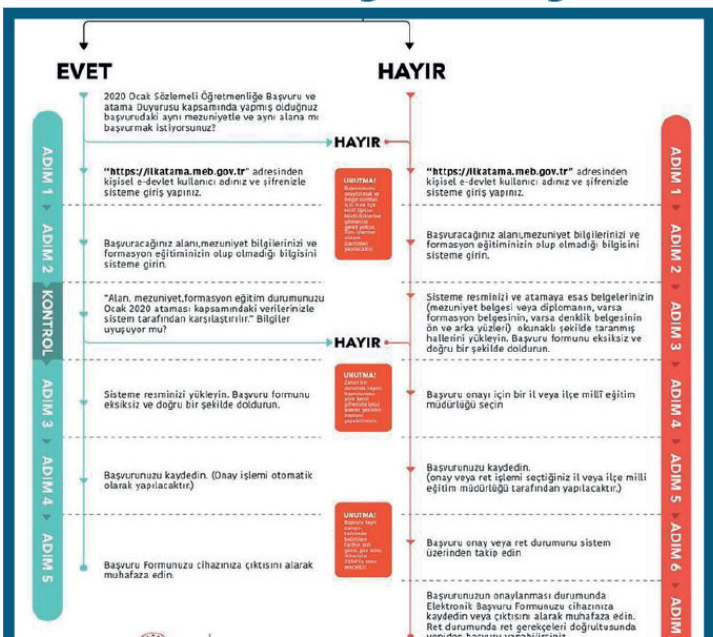 EVET
2020 Ocak Sözlemeli Öğretmenliğe Başvuru ve
atama Duyurusu kapsamında yapmış olduğnuz
başvurudaki aynı mezuniyetle ve aynı alana mı
başvurmak istiyorsunuz?
HAYIR
ADIM 1
"https://ilkatama.meb.gov.tr" adresinden
kişisel e-devlet kullanıcı adınız ve şifrenizle
sisteme giriş yapınız.
ADIM 2
Başvuracağınız alanı,mezuniyet bilgilerinizi ve
formasyon eğitiminizin olup olmadığı bilgisini
sisteme girin.
KONTROL
"Alan, mezuniyet,formasyon eğitim durumunuzu
Ocak 2020 ataması kapsamındaki verilerinizle
sistem tarafından karşılaştırılır." Bilgiler
uyuşuyor mu?
HAYIR
ADIM 3
Sisteme resminizi yükleyin. Başvuru formunu
eksiksiz ve doğru bir şekilde doldurun.
ADIM 4
Başvurunuzu kaydedin. (Onay işlemi otomatik
olarak yapılacaktır.)
ADIM 5
Başvuru Formunuzu cihazınıza çıktısını alarak
muhafaza edin.
UNUTMA!
UNUTMA!
UNUTMA!
HAYIR
ADIM 1
"https://ilkatama.meb.gov.tr" adresinden
kişisel e-devlet kullanıcı adınız ve şifrenizle
sisteme giriş yapınız.
ADIM 2
Başvuracağınız alanı,mezuniyet bilgilerinizi ve
formasyon eğitiminizin olup olmadığı bilgisini
sisteme girin.
ADIM 3
Sisteme resminizi ve atamaya esas belgelerinizin
(mezuniyet belgesi veya diplomanın, varsa
formasyon belgesinin, varsa denklik belgesinin
ön ve arka yüzleri) okunaklı şekilde taranmış
hallerini yükleyin. Başvuru formunu eksiksiz ve
doğru bir şekilde doldurun.
ADIM 4
Başvuru onayı için bir il veya ilçe millî eğitim
müdürlüğü seçin
ADIM 5
Başvurunuzu kaydedin.
(onay veya ret işlemi seçtiğiniz il veya ilçe milli
eğitim müdürlüğü tarafından yapılacaktır.)
ADIM 6
Başvuru onay veya ret durumunu sistem
üzerinden takip edin
ADIM
Başvurunuzun onaylanması durumunda
Elektronik Başvuru Formunuzu cihazınıza
kaydedin veya çıktısını alarak muhafaza edin.
Ret durumunda ret gerekçeleri doğrultusunda
yeniden başvuru yapabilirsiniz.